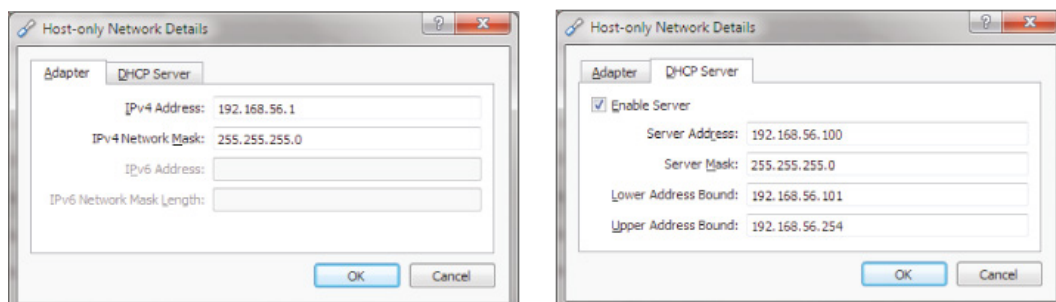 Host-only Network Details
Adapter
DHCP Server
IPv4 Address: 192.168.56.1
IPv4 Network Mask: 255.255.255.0
IPv6 Address:
IPv6 Network Mask Length:
OK
Cancel
Host-only Network Details
Adapter
DHCP Server
Enable Server
Server Address: 192.168.56.100
Server Mask: 255.255.255.0
Lower Address Bound: 192.168.56.101
Upper Address Bound: 192.168.56.254
OK
Cancel